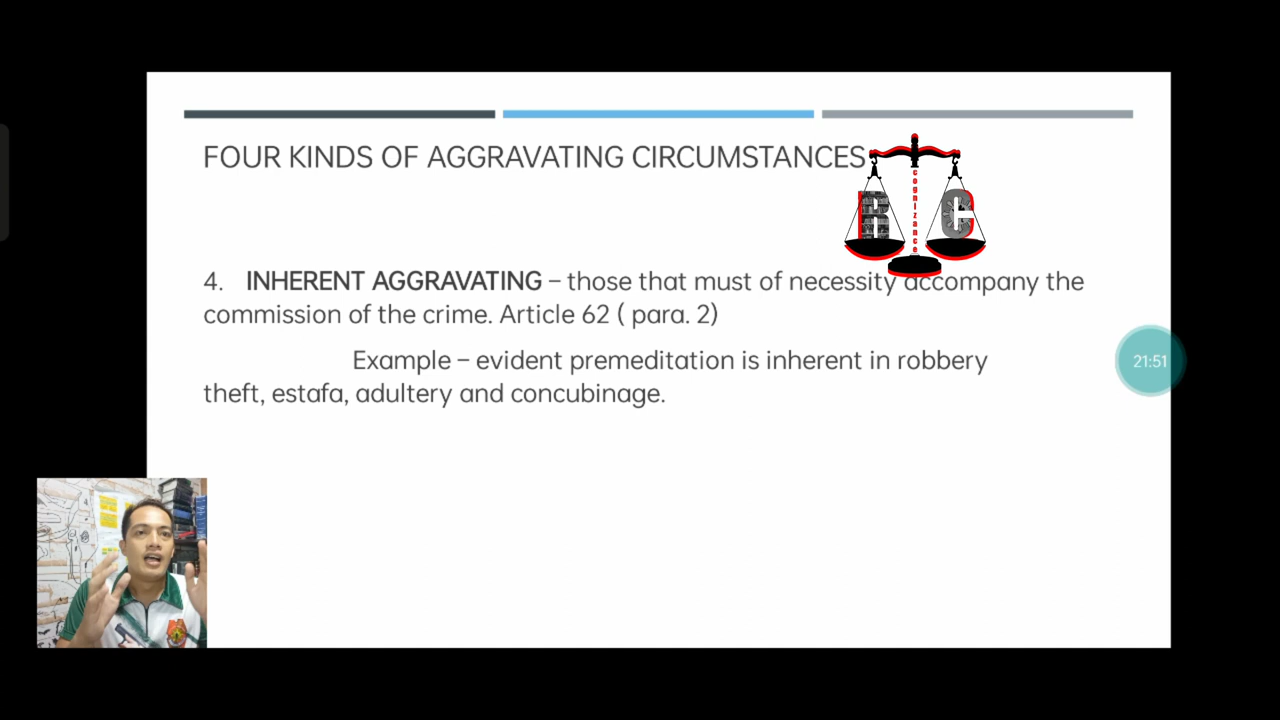 FOUR KINDS OF AGGRAVATING CIRCUMSTANCES
R cognizance C
4. INHERENT AGGRAVATING – those that must of necessity accompany the
commission of the crime. Article 62 ( para. 2)
Example – evident premeditation is inherent in robbery
21:51
theft, estafa, adultery and concubinage.